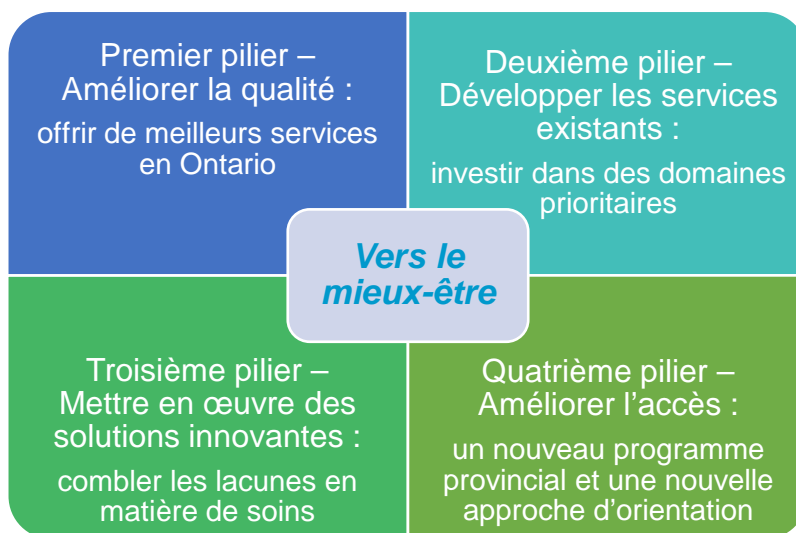 Premier pilier –
Améliorer la qualité :
offrir de meilleurs services
en Ontario
Deuxième pilier –
Développer les services
existants :
investir dans des domaines
prioritaires
Vers le
mieux-être
Troisième pilier –
Mettre en œuvre des
solutions innovantes :
combler les lacunes en
matière de soins
Quatrième pilier –
Améliorer l’accès :
un nouveau programme
provincial et une nouvelle
approche d'orientation